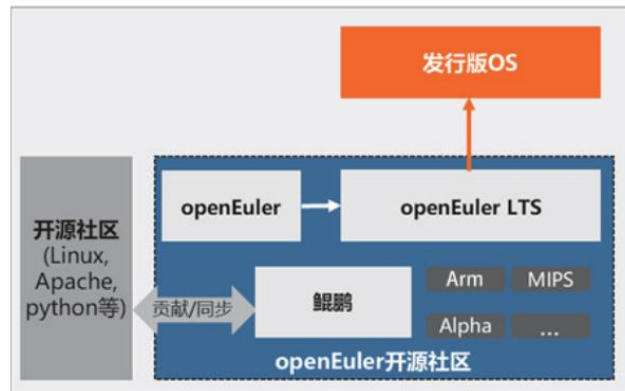 发行版OS
openEuler
openEuler LTS
开源社区
(Linux,
Apache,
python等)
贡献/同步
鲲鹏
Arm
MIPS
Alpha
...
openEuler开源社区